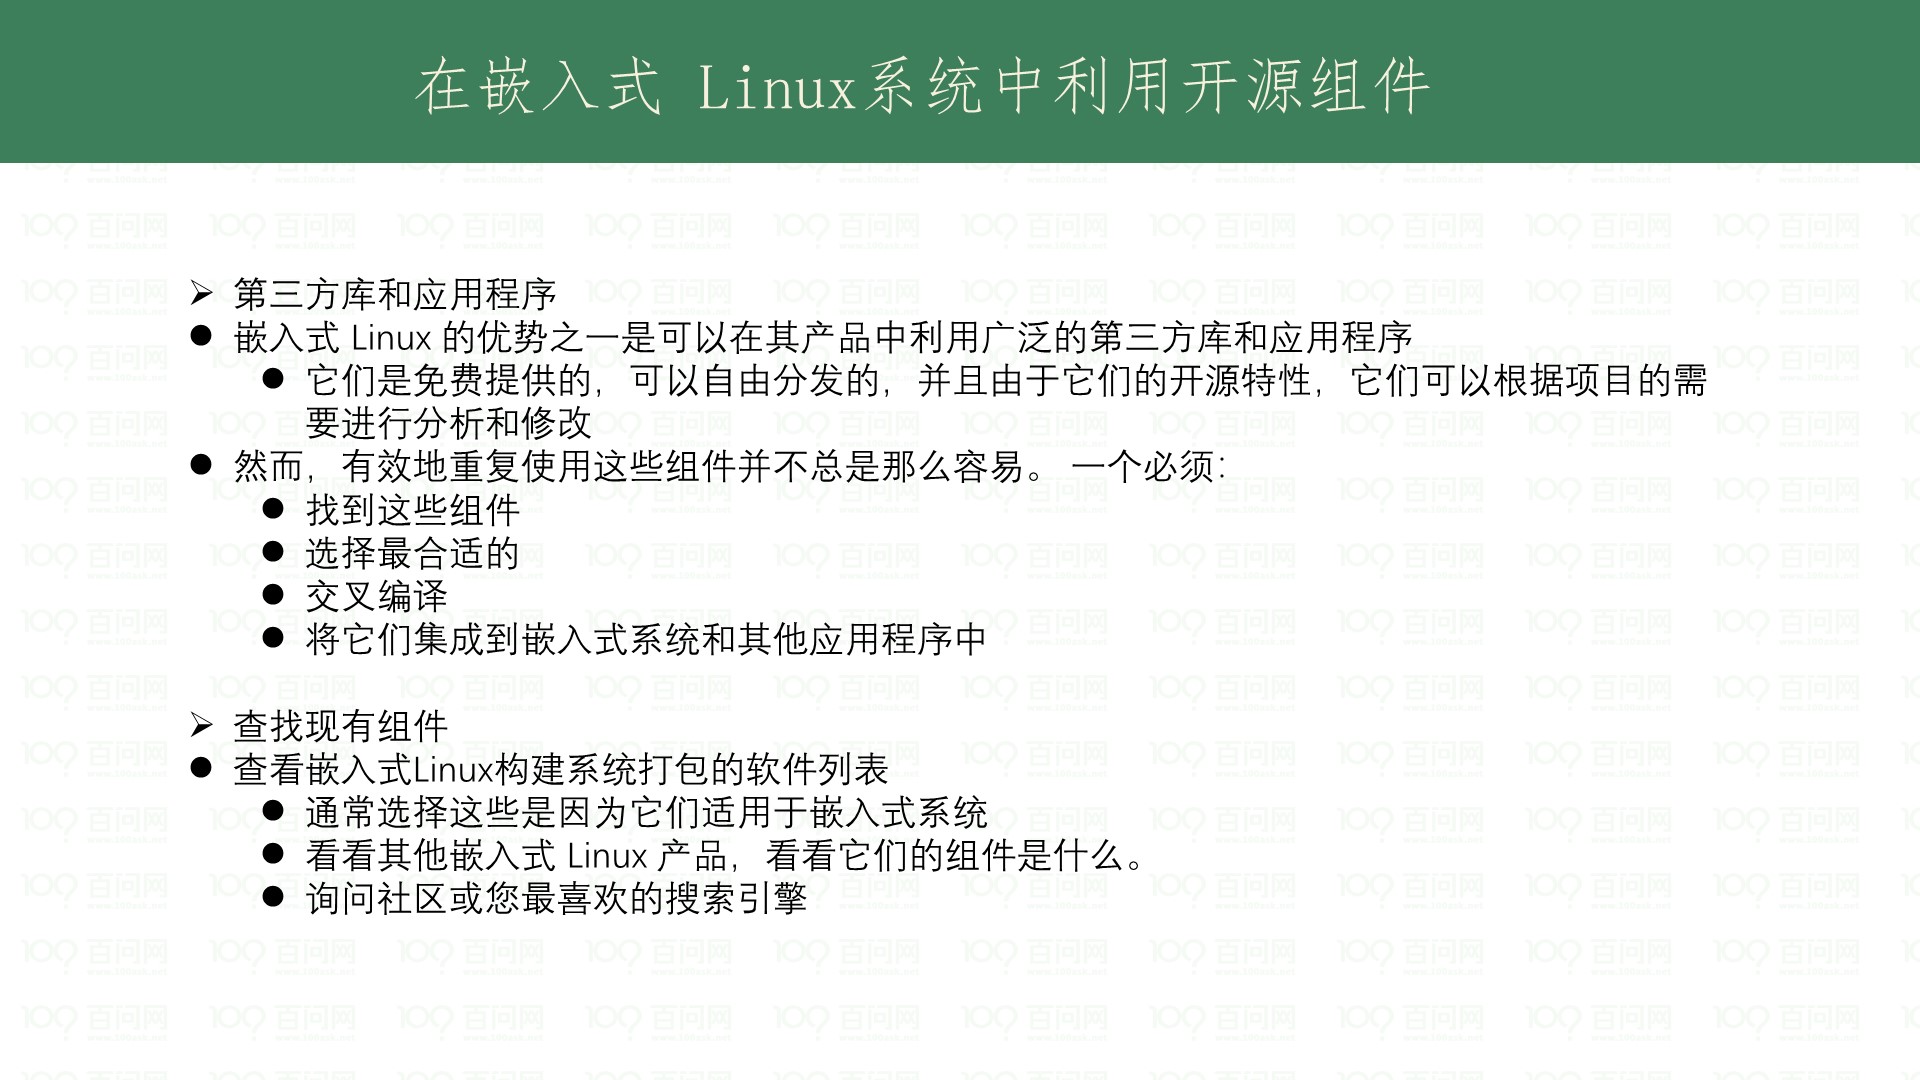 在嵌入式 Linux系统中利用开源组件
➢ 第三方库和应用程序
● 嵌入式 Linux 的优势之一是可以在其产品中利用广泛的第三方库和应用程序
● 它们是免费提供的，可以自由分发的，并且由于它们的开源特性，它们可以根据项目的需
要进行分析和修改
● 然而，有效地重复使用这些组件并不总是那么容易。 一个必须：
● 找到这些组件
● 选择最合适的
● 交叉编译
● 将它们集成到嵌入式系统和其他应用程序中
➢ 查找现有组件
● 查看嵌入式Linux构建系统打包的软件列表
● 通常选择这些是因为它们适用于嵌入式系统
● 看看其他嵌入式 Linux 产品，看看它们的组件是什么。
● 询问社区或您最喜欢的搜索引擎